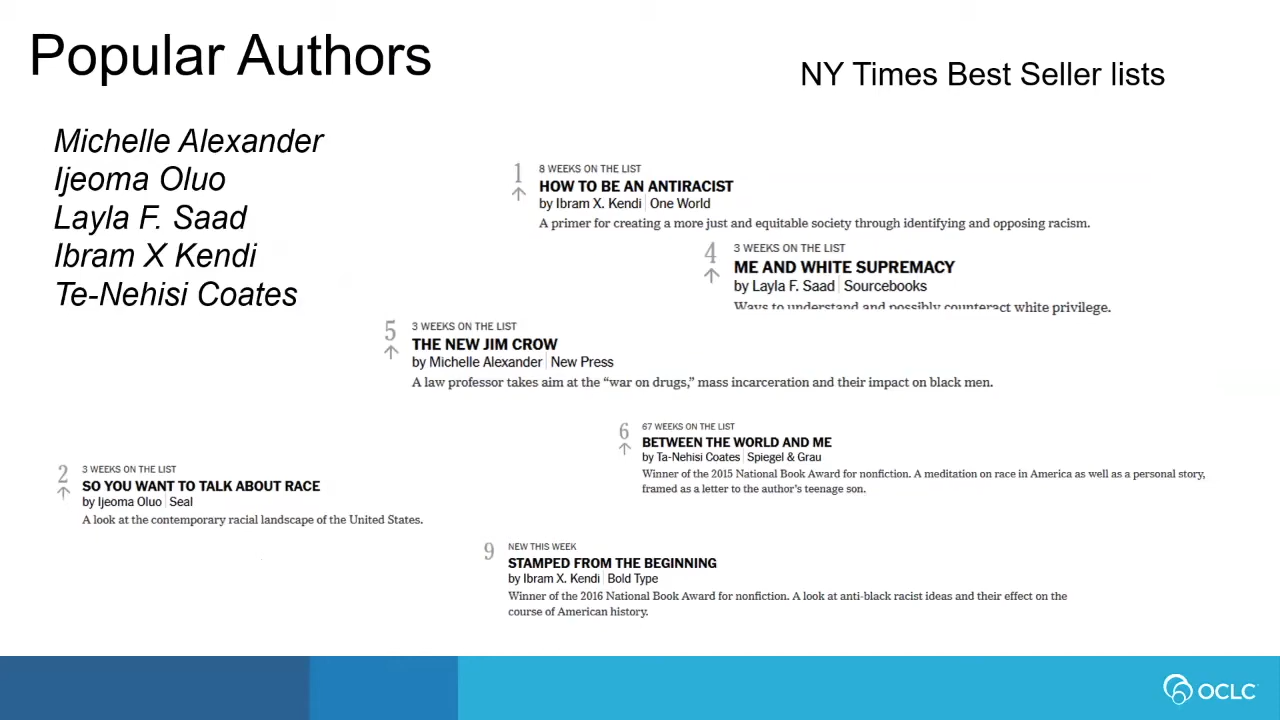 Popular Authors
NY Times Best Seller lists
Michelle Alexander
Ijeoma Oluo
Layla F. Saad
Ibram X Kendi
Te-Nehisi Coates
1
8 WEEKS ON THE LIST
HOW TO BE AN ANTIRACIST
by Ibram X. Kendi | One World
A primer for creating a more just and equitable society through identifying and opposing racism.
4
3 WEEKS ON THE LIST
ME AND WHITE SUPREMACY
by Layla F. Saad | Sourcebooks
Ways to understand and possibly counteract white privilege.
5
3 WEEKS ON THE LIST
THE NEW JIM CROW
by Michelle Alexander | New Press
A law professor takes aim at the “war on drugs,” mass incarceration and their impact on black men.
6
67 WEEKS ON THE LIST
BETWEEN THE WORLD AND ME
by Ta-Nehisi Coates | Spiegel & Grau
Winner of the 2015 National Book Award for nonfiction. A meditation on race in America as well as a personal story,
framed as a letter to the author’s teenage son.
2
3 WEEKS ON THE LIST
SO YOU WANT TO TALK ABOUT RACE
by Ijeoma Oluo | Seal
A look at the contemporary racial landscape of the United States.
9
NEW THIS WEEK
STAMPED FROM THE BEGINNING
by Ibram X. Kendi | Bold Type
Winner of the 2016 National Book Award for nonfiction. A look at anti-black racist ideas and their effect on the
course of American history.
OCLC